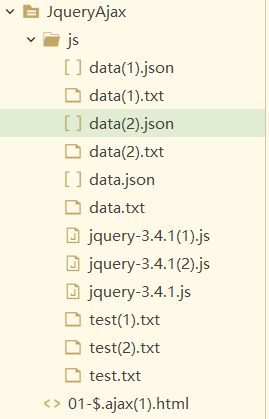 JqueryAjax
js
data(1).json
data(1).txt
data(2).json
data(2).txt
data.json
data.txt
jquery-3.4.1(1).js
jquery-3.4.1(2).js
jquery-3.4.1.js
test(1).txt
test(2).txt
test.txt
01-$.ajax(1).html